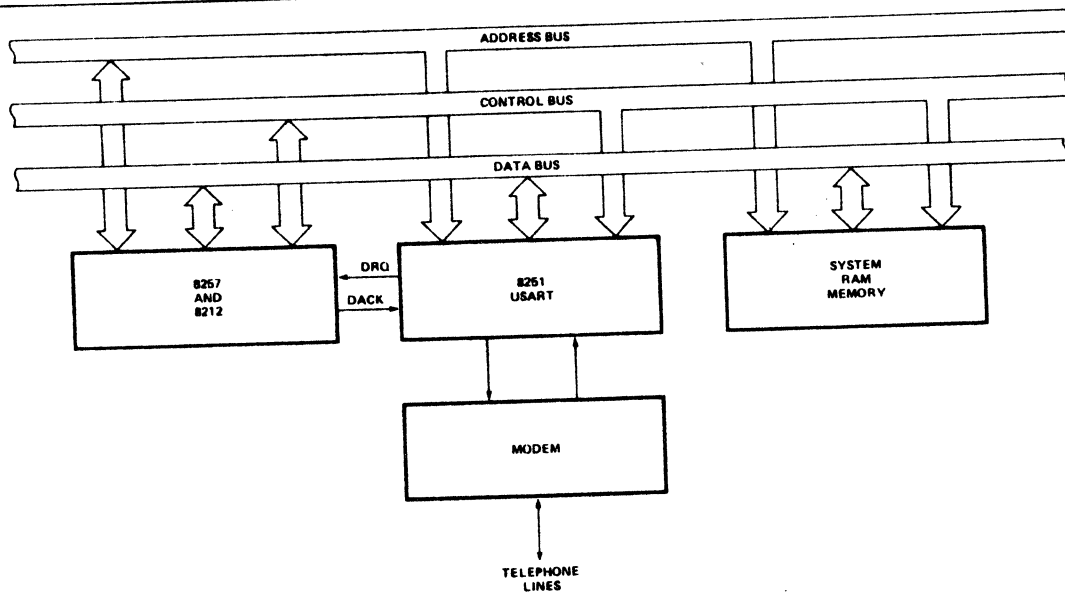 ADDRESS BUS
CONTROL BUS
DATA BUS
8257
AND
8212
DRQ
DACK
8251
USART
SYSTEM
RAM
MEMORY
MODEM
TELEPHONE
LINES